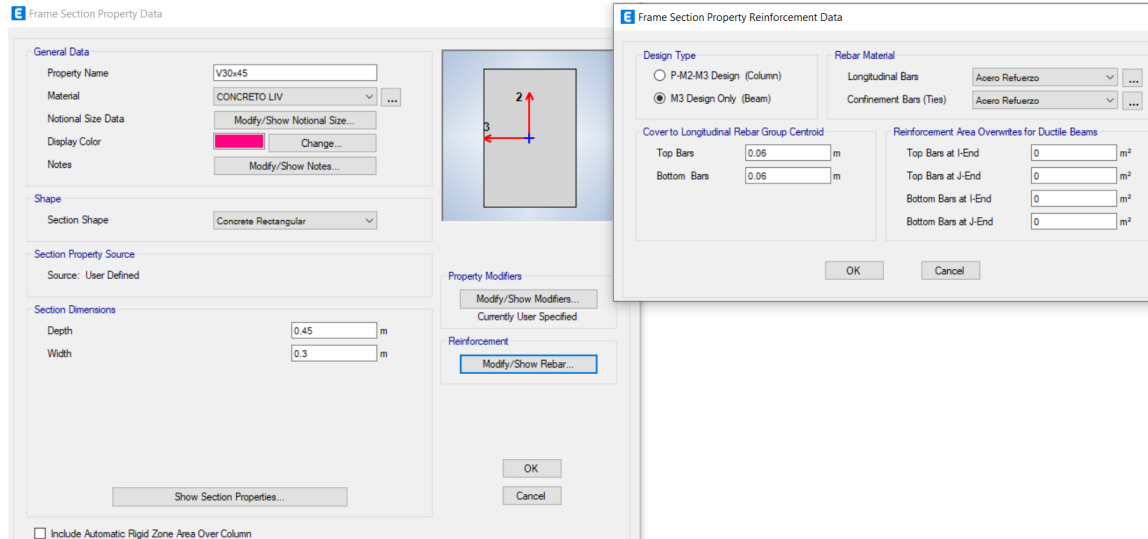 E Frame Section Property Data
General Data
Property Name V30x45
Material CONCRETO LIV ...
Notional Size Data Modify/Show Notional Size...
Display Color Change...
Notes Modify/Show Notes...
Shape
Section Shape Concrete Rectangular
Section Property Source
Source: User Defined
Section Dimensions
Depth 0.45 m
Width 0.3 m
Show Section Properties...
Include Automatic Rigid Zone Area Over Column
2
3
Property Modifiers
Modify/Show Modifiers...
Currently User Specified
Reinforcement
Modify/Show Rebar...
OK
Cancel
E Frame Section Property Reinforcement Data
Design Type
P-M2-M3 Design (Column)
M3 Design Only (Beam)
Rebar Material
Longitudinal Bars Acero Refuerzo ...
Confinement Bars (Ties) Acero Refuerzo ...
Cover to Longitudinal Rebar Group Centroid
Top Bars 0.06 m
Bottom Bars 0.06 m
Reinforcement Area Overwrites for Ductile Beams
Top Bars at I-End 0 m²
Top Bars at J-End 0 m²
Bottom Bars at I-End 0 m²
Bottom Bars at J-End 0 m²
OK Cancel